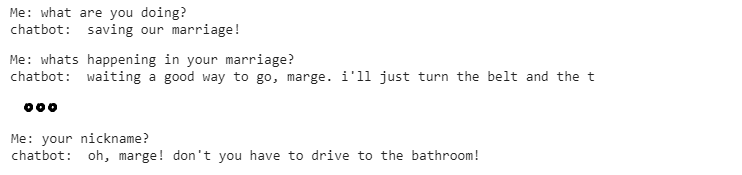 Me: what are you doing?
chatbot:  saving our marriage!
Me: whats happening in your marriage?
chatbot:  waiting a good way to go, marge. i'll just turn the belt and the t
Me: your nickname?
chatbot:  oh, marge! don't you have to drive to the bathroom!